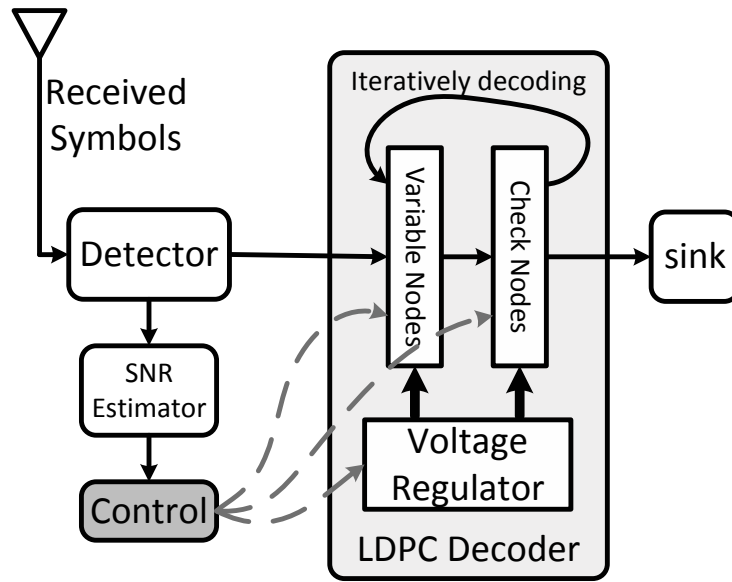 Received
Symbols
Iteratively decoding
Variable Nodes
Check Nodes
Detector
sink
SNR
Estimator
Control
Voltage
Regulator
LDPC Decoder